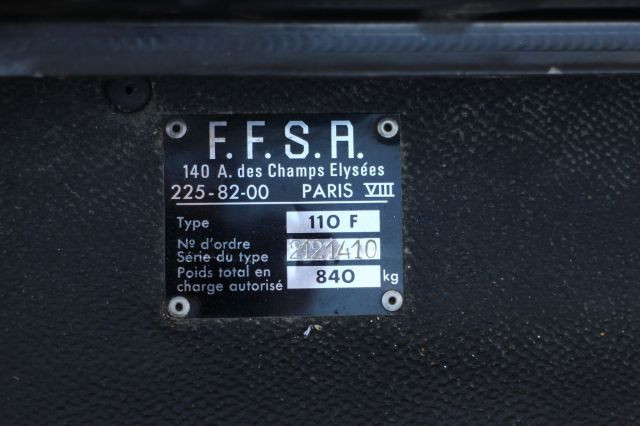 F.F.S.A.
140 A. des Champs Elysées
225-82-00 PARIS VIII
Type 110 F
Nº d'ordre
Série du type 2121410
Poids total en
charge autorisé 840 kg